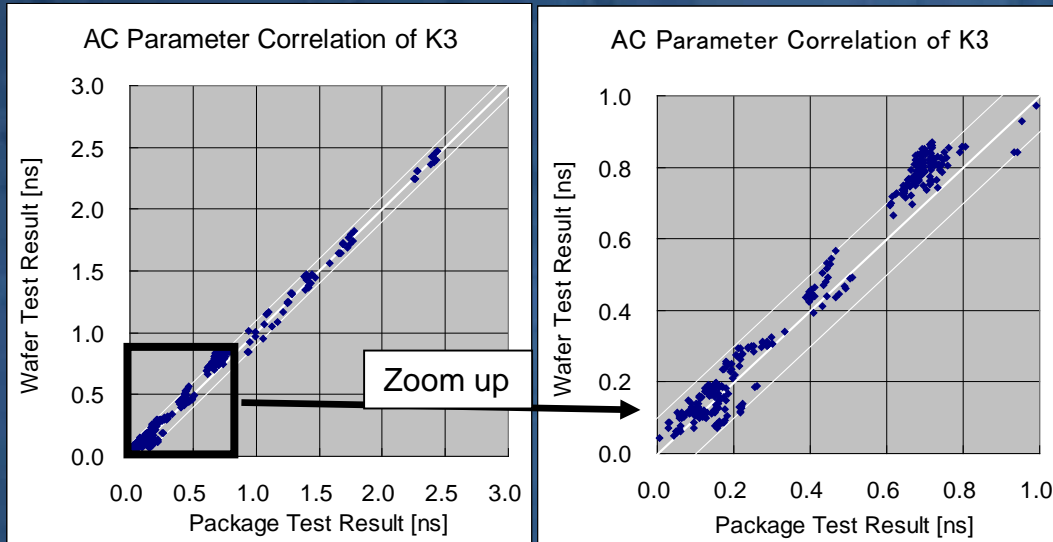 AC Parameter Correlation of K3
3.0
2.5
2.0
1.5
1.0
0.5
0.0
Wafer Test Result [ns]
0.0 0.5 1.0 1.5 2.0 2.5 3.0
Package Test Result [ns]
Zoom up
AC Parameter Correlation of K3
1.0
0.8
0.6
0.4
0.2
0.0
Wafer Test Result [ns]
0.0 0.2 0.4 0.6 0.8 1.0
Package Test Result [ns]